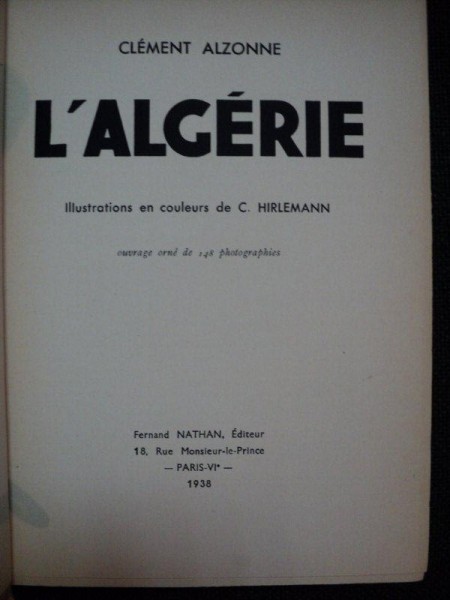 CLÉMENT ALZONNE
L'ALGÉRIE
Illustrations en couleurs de C. HIRLEMANN
ouvrage orné de 148 photographies
Fernand NATHAN, Éditeur
18, Rue Monsieur-le-Prince
— PARIS-VIe —
1938